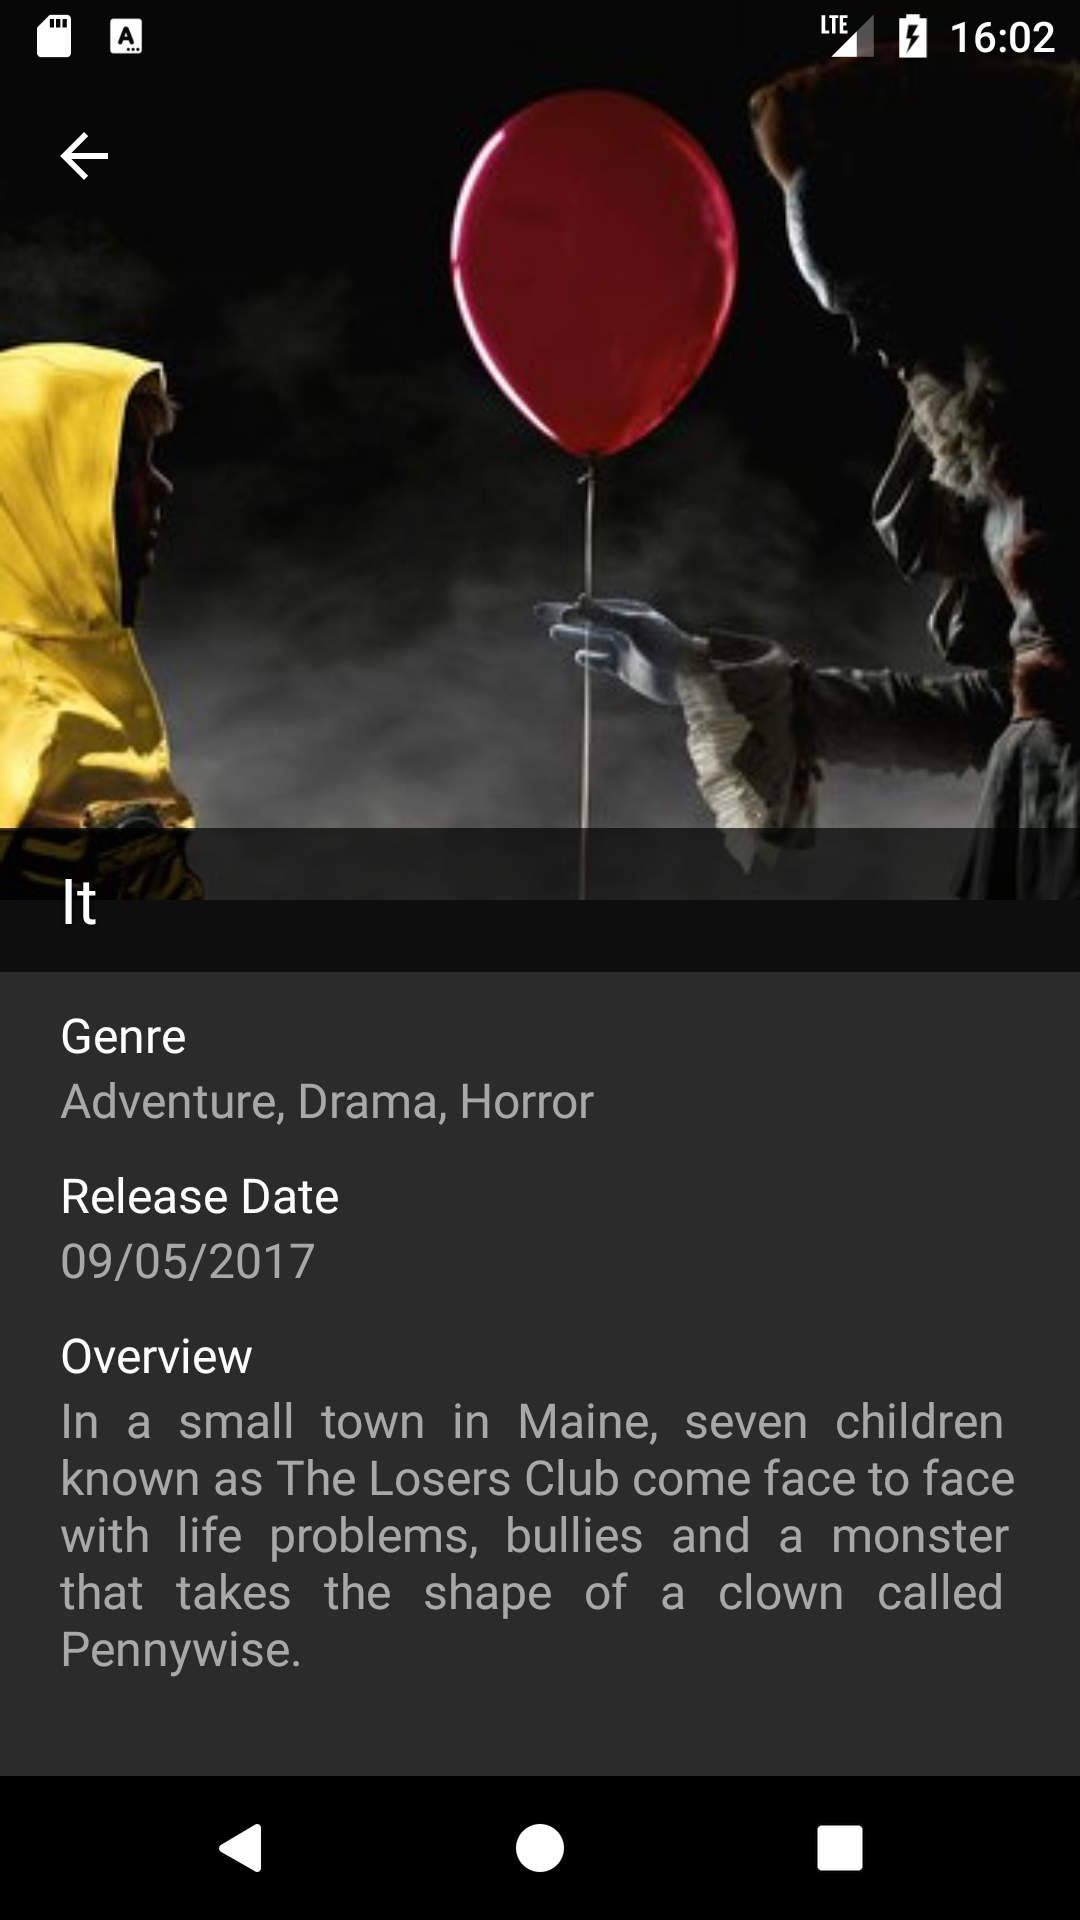 LTE 16:02
It
Genre
Adventure, Drama, Horror
Release Date
09/05/2017
Overview
In a small town in Maine, seven children
known as The Losers Club come face to face
with life problems, bullies and a monster
that takes the shape of a clown called
Pennywise.